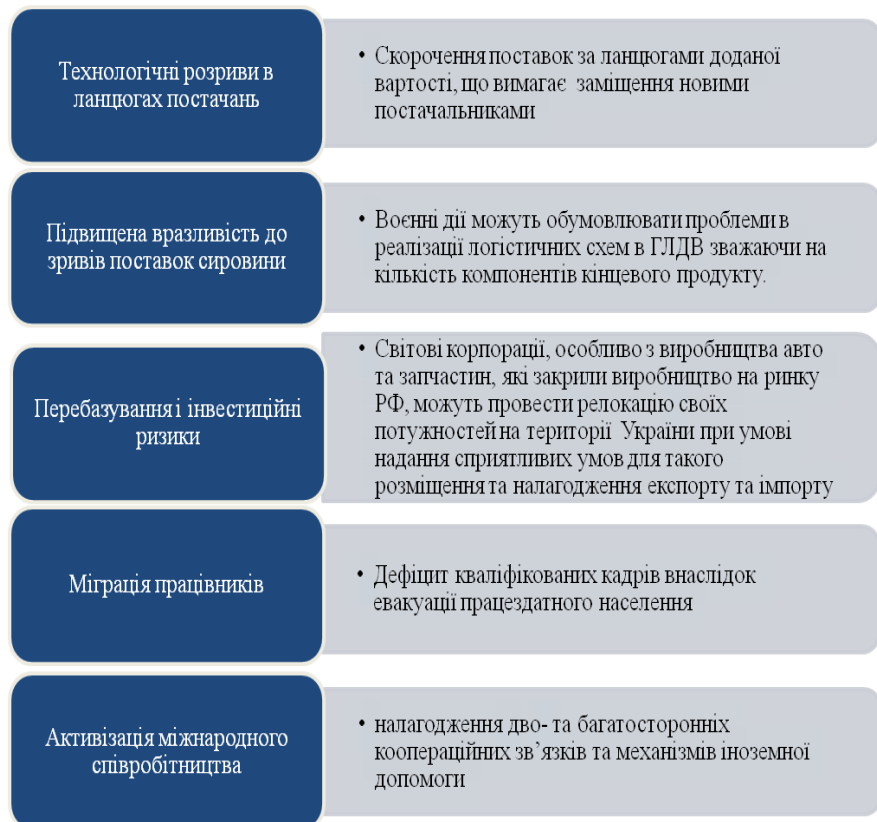 Технологічні розриви в
ланцюгах постачань
• Скорочення поставок за ланцюгами доданої
вартості, що вимагає заміщення новими
постачальниками
Підвищена вразливість до
зривів поставок сировини
• Воєнні дії можуть обумовлювати проблеми в
реалізації логістичних схем в ГЛДВ зважаючи на
кількість компонентів кінцевого продукту.
Перебазування і інвестиційні
ризики
• Світові корпорації, особливо з виробництва авто
та запчастин, які закрили виробництво на ринку
РФ, можуть провести релокацію своїх
потужностей на території України при умові
надання сприятливих умов для такого
розміщення та налагодження експорту та імпорту
Міграція працівників
• Дефіцит кваліфікованих кадрів внаслідок
евакуації працездатного населення
Активізація міжнародного
співробітництва
• налагодження дво- та багатосторонніх
коопераційних зв’язків та механізмів іноземної
допомоги